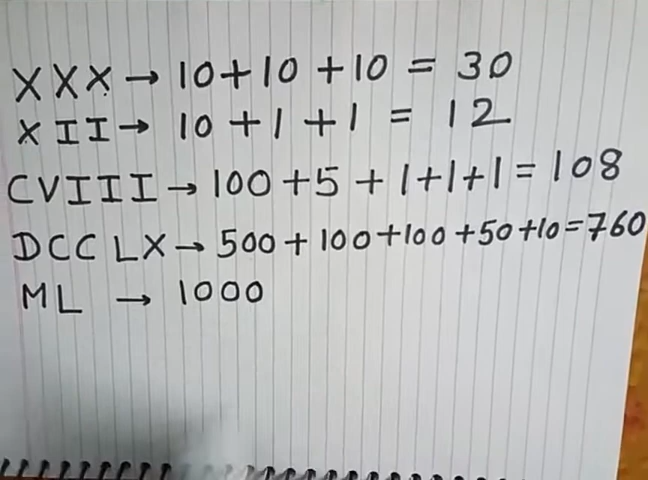 XXX → 10+10+10 = 30
XII → 10+1+1 = 12
CVIII → 100+5+1+1+1=108
DCCLX → 500+100+100+50+10=760
ML → 1000